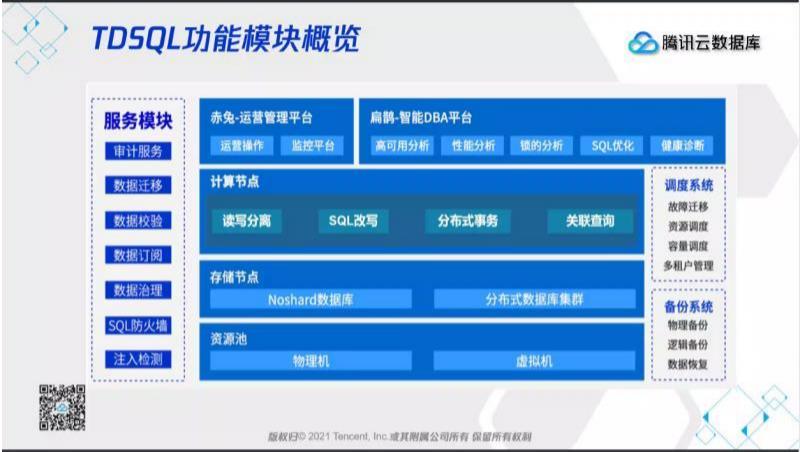 TDSQL功能模块概览
腾讯云数据库
服务模块
审计服务
数据迁移
数据校验
数据订阅
数据治理
SQL防火墙
注入检测
赤兔-运营管理平台
运营操作 监控平台
扁鹊-智能DBA平台
高可用分析 性能分析 锁的分析 SQL优化 健康诊断
计算节点
读写分离 SQL改写 分布式事务 关联查询
存储节点
Noshard数据库 分布式数据库集群
资源池
物理机 虚拟机
调度系统
故障迁移
资源调度
容量调度
多租户管理
备份系统
物理备份
逻辑备份
数据恢复
版权归© 2021 Tencent, Inc.或其附属公司所有 保留所有权利